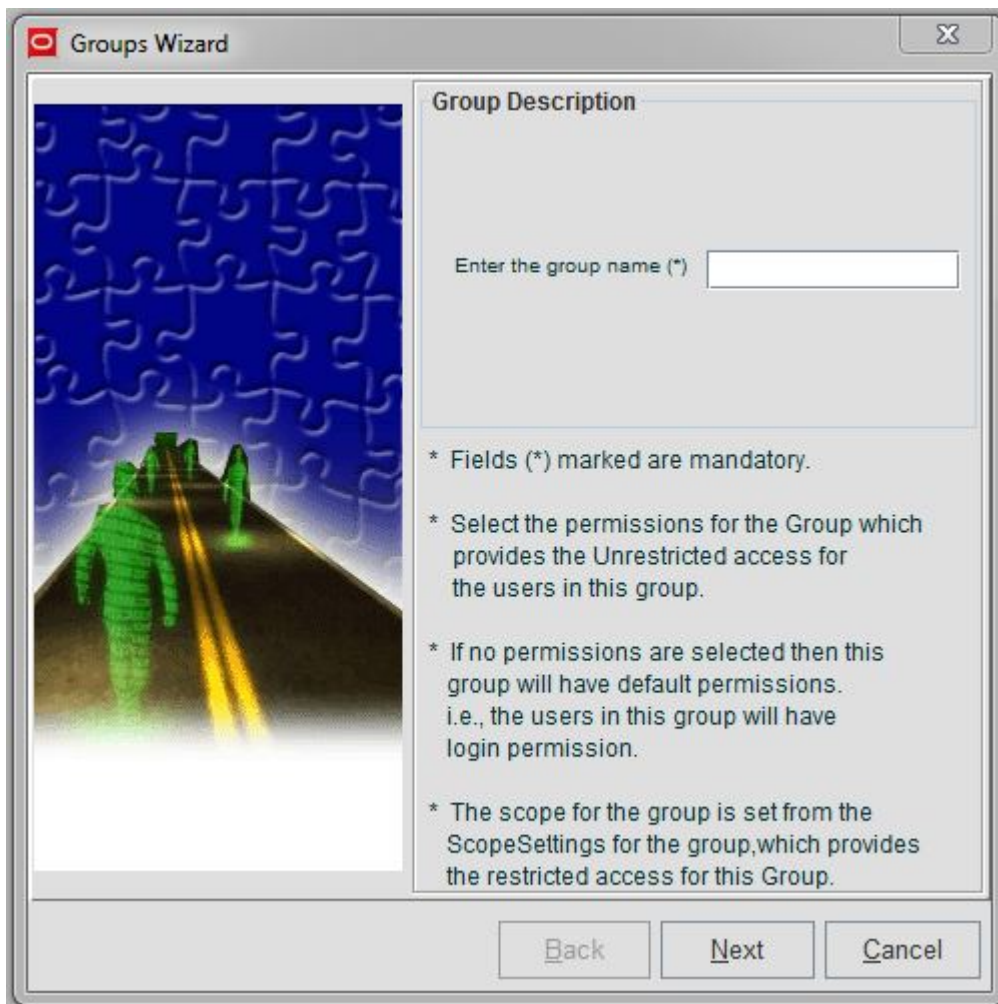 Groups Wizard
Group Description
Enter the group name (*)
* Fields (*) marked are mandatory.
* Select the permissions for the Group which
provides the Unrestricted access for
the users in this group.
* If no permissions are selected then this
group will have default permissions.
i.e., the users in this group will have
login permission.
* The scope for the group is set from the
ScopeSettings for the group,which provides
the restricted access for this Group.
Back Next Cancel